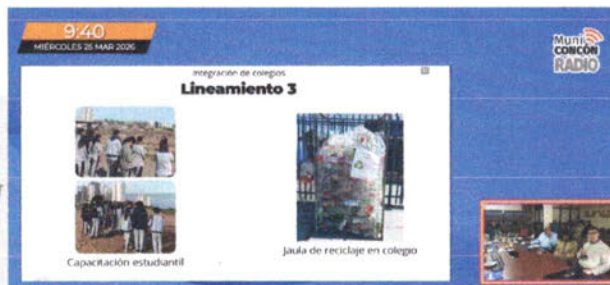 9:40
MIÉRCOLES 25 MAR 2026
Muni
CONCÓN
RADIO
Integración de colegios
Lineamiento 3
Capacitación estudiantil
Jaula de reciclaje en colegio